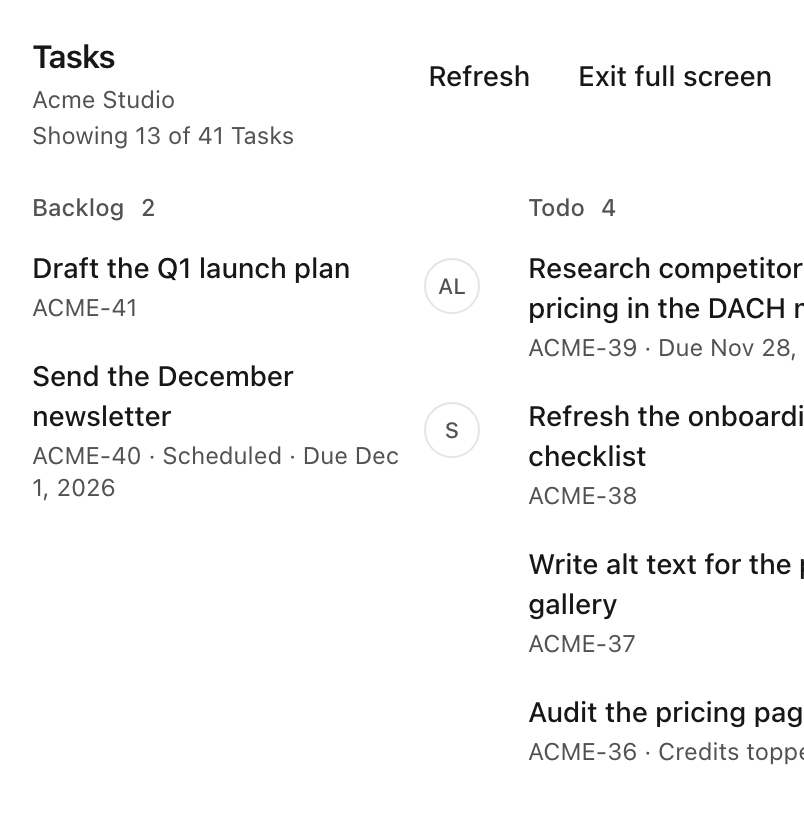 Tasks
Acme Studio
Showing 13 of 41 Tasks
Refresh
Exit full screen
Backlog 2
Draft the Q1 launch plan
ACME-41
AL
Send the December
newsletter
ACME-40 · Scheduled · Due Dec
1, 2026
S
Todo 4
Research competitor
pricing in the DACH
ACME-39 · Due Nov 28,
Refresh the
checklist
ACME-38
Write alt text for the
gallery
ACME-37
Audit the pricing
ACME-36 · Credits